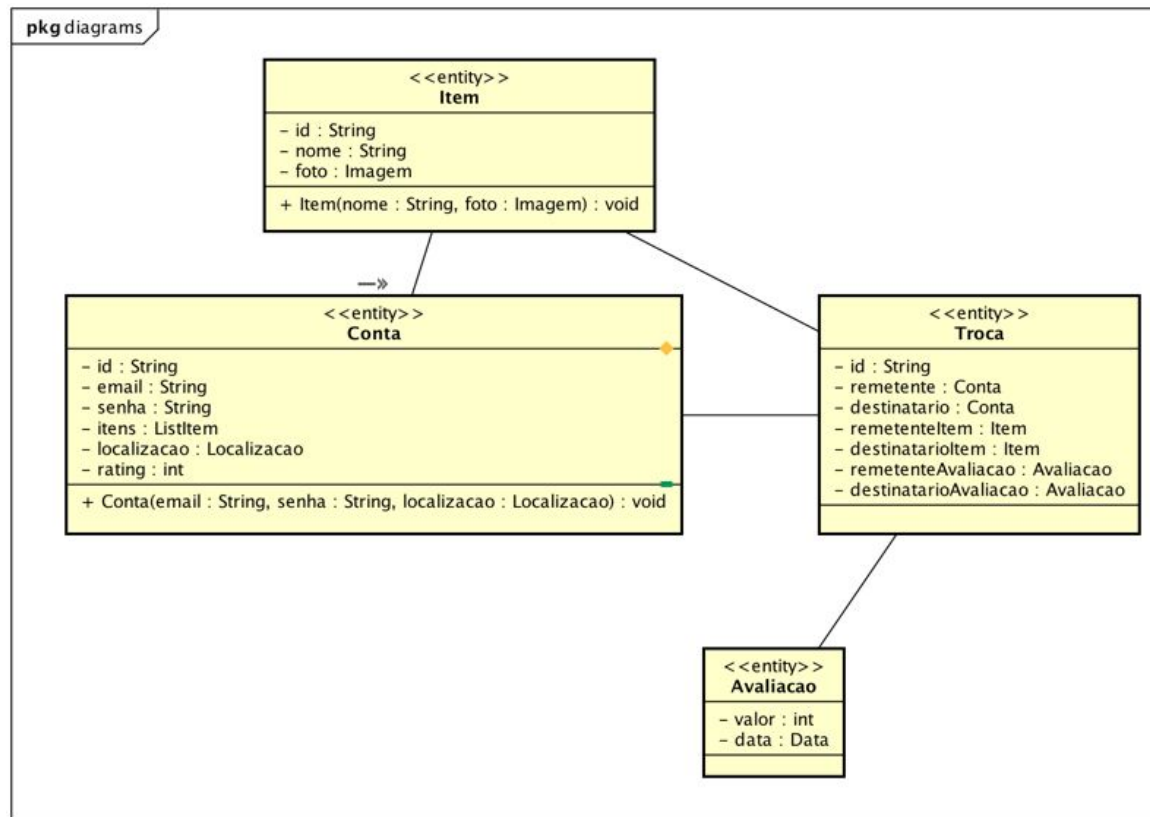 pkg diagrams
<<entity>>
Item
- id : String
- nome : String
- foto : Imagem
+ Item(nome : String, foto : Imagem) : void
<<entity>>
Conta
- id : String
- email : String
- senha : String
- itens : ListItem
- localizacao : Localizacao
- rating : int
+ Conta(email : String, senha : String, localizacao : Localizacao) : void
<<entity>>
Troca
- id : String
- remetente : Conta
- destinatario : Conta
- remetenteItem : Item
- destinatarioItem : Item
- remetenteAvaliacao : Avaliacao
- destinatarioAvaliacao : Avaliacao
<<entity>>
Avaliacao
- valor : int
- data : Data